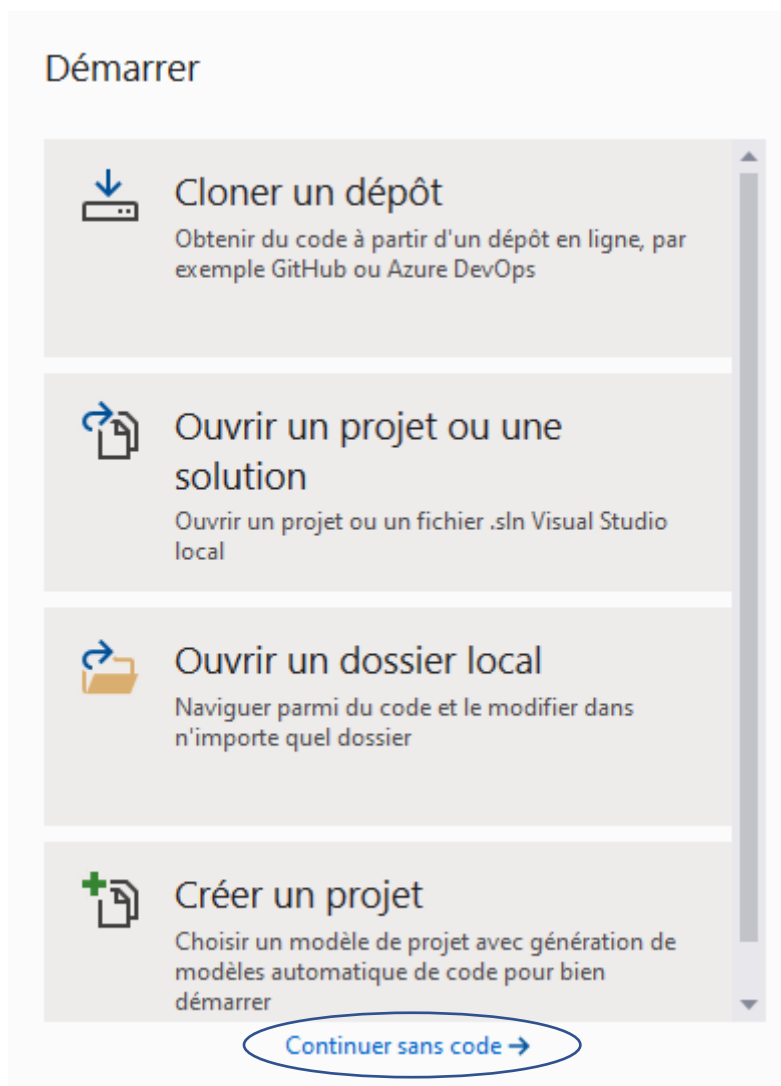 Démarrer
Cloner un dépôt
Obtenir du code à partir d'un dépôt en ligne, par
exemple GitHub ou Azure DevOps
Ouvrir un projet ou une
solution
Ouvrir un projet ou un fichier .sln Visual Studio
local
Ouvrir un dossier local
Naviguer parmi du code et le modifier dans
n'importe quel dossier
Créer un projet
Choisir un modèle de projet avec génération de
modèles automatique de code pour bien
démarrer
Continuer sans code →